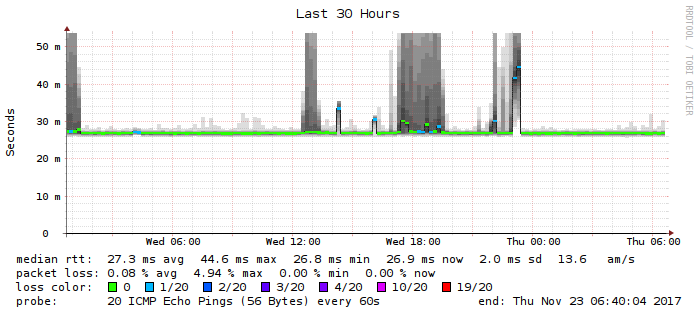 Last 30 Hours
RRDTOOL / TOBI OETIKER
Seconds
50 m
40 m
30 m
20 m
10 m
0
Wed 06:00 Wed 12:00 Wed 18:00 Thu 00:00 Thu 06:00
median rtt: 27.3 ms avg 44.6 ms max 26.8 ms min 26.9 ms now 2.0 ms sd 13.6 am/s
packet loss: 0.08 % avg 4.94 % max 0.00 % min 0.00 % now
loss color: 0 1/20 2/20 3/20 4/20 10/20 19/20
probe: 20 ICMP Echo Pings (56 Bytes) every 60s end: Thu Nov 23 06:40:04 2017